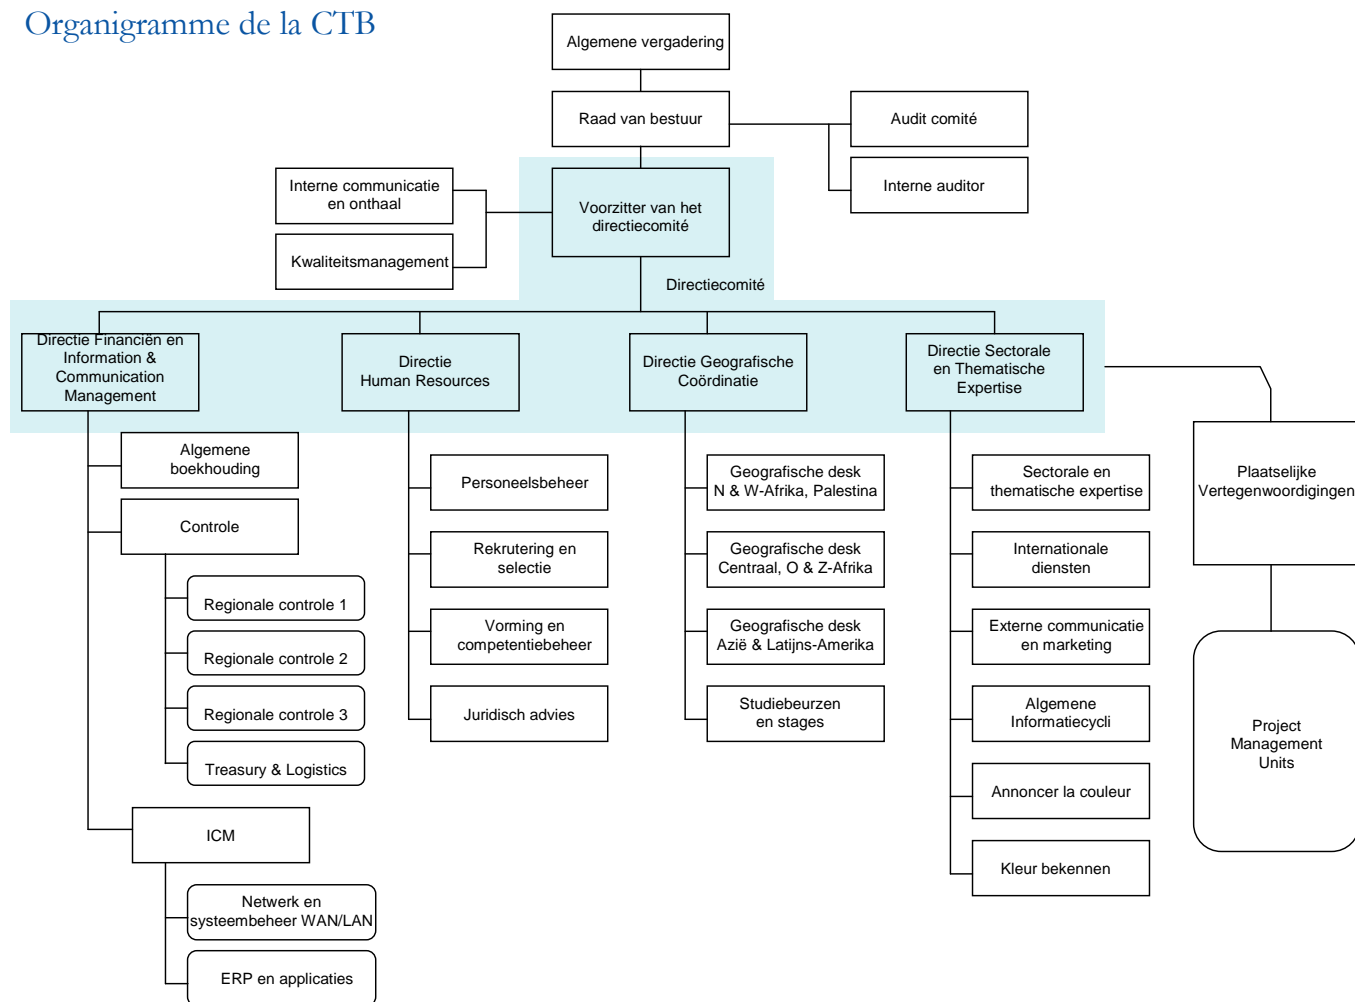 Organigramme de la CTB
Algemene vergadering
Raad van bestuur
Audit comité
Interne auditor
Interne communicatie
en onthaal
Kwaliteitsmanagement
Voorzitter van het
directiecomité
Directiecomité
Directie Financiën en
Information &
Communication
Management
Directie
Human Resources
Directie Geografische
Coördinatie
Directie Sectorale
en Thematische
Expertise
Algemene
boekhouding
Controle
Regionale controle 1
Regionale controle 2
Regionale controle 3
Treasury & Logistics
ICM
Netwerk en
systeembeheer WAN/LAN
ERP en applicaties
Personeelsbeheer
Rekrutering en
selectie
Vorming en
competentiebeheer
Juridisch advies
Geografische desk
N & W-Afrika, Palestina
Geografische desk
Centraal, O & Z-Afrika
Geografische desk
Azië & Latijns-Amerika
Studiebeurzen
en stages
Sectorale en
thematische expertise
Internationale
diensten
Externe communicatie
en marketing
Algemene
Informatiecycli
Annoncer la couleur
Kleur bekennen
Plaatselijke
Vertegenwoordigingen
Project
Management
Units